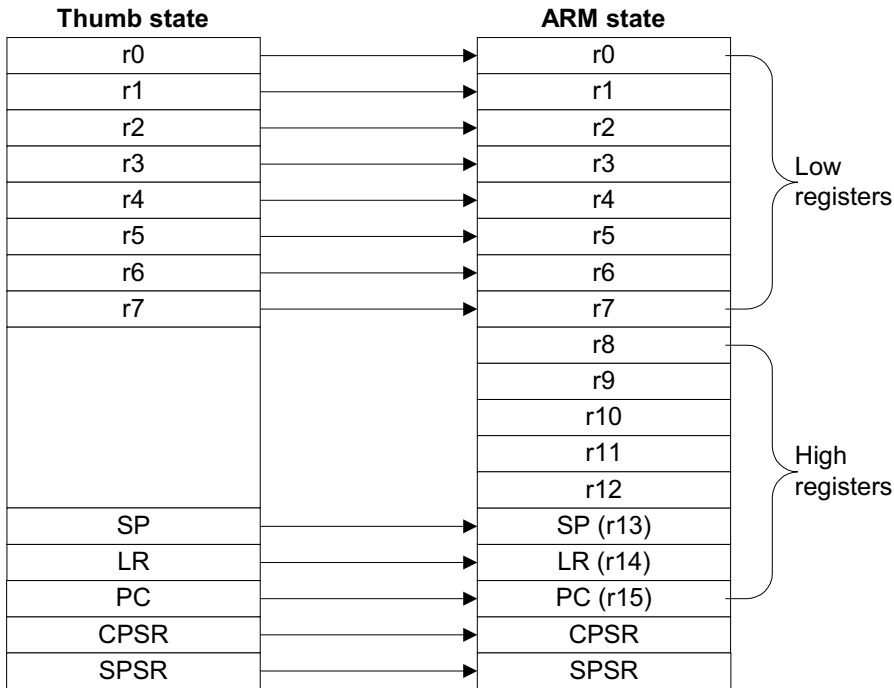 Thumb state ARM state
r0 r0
r1 r1
r2 r2
r3 r3
r4 r4
r5 r5
r6 r6
r7 r7
Low
registers
r8
r9
r10
r11
r12
High
registers
SP SP (r13)
LR LR (r14)
PC PC (r15)
CPSR CPSR
SPSR SPSR